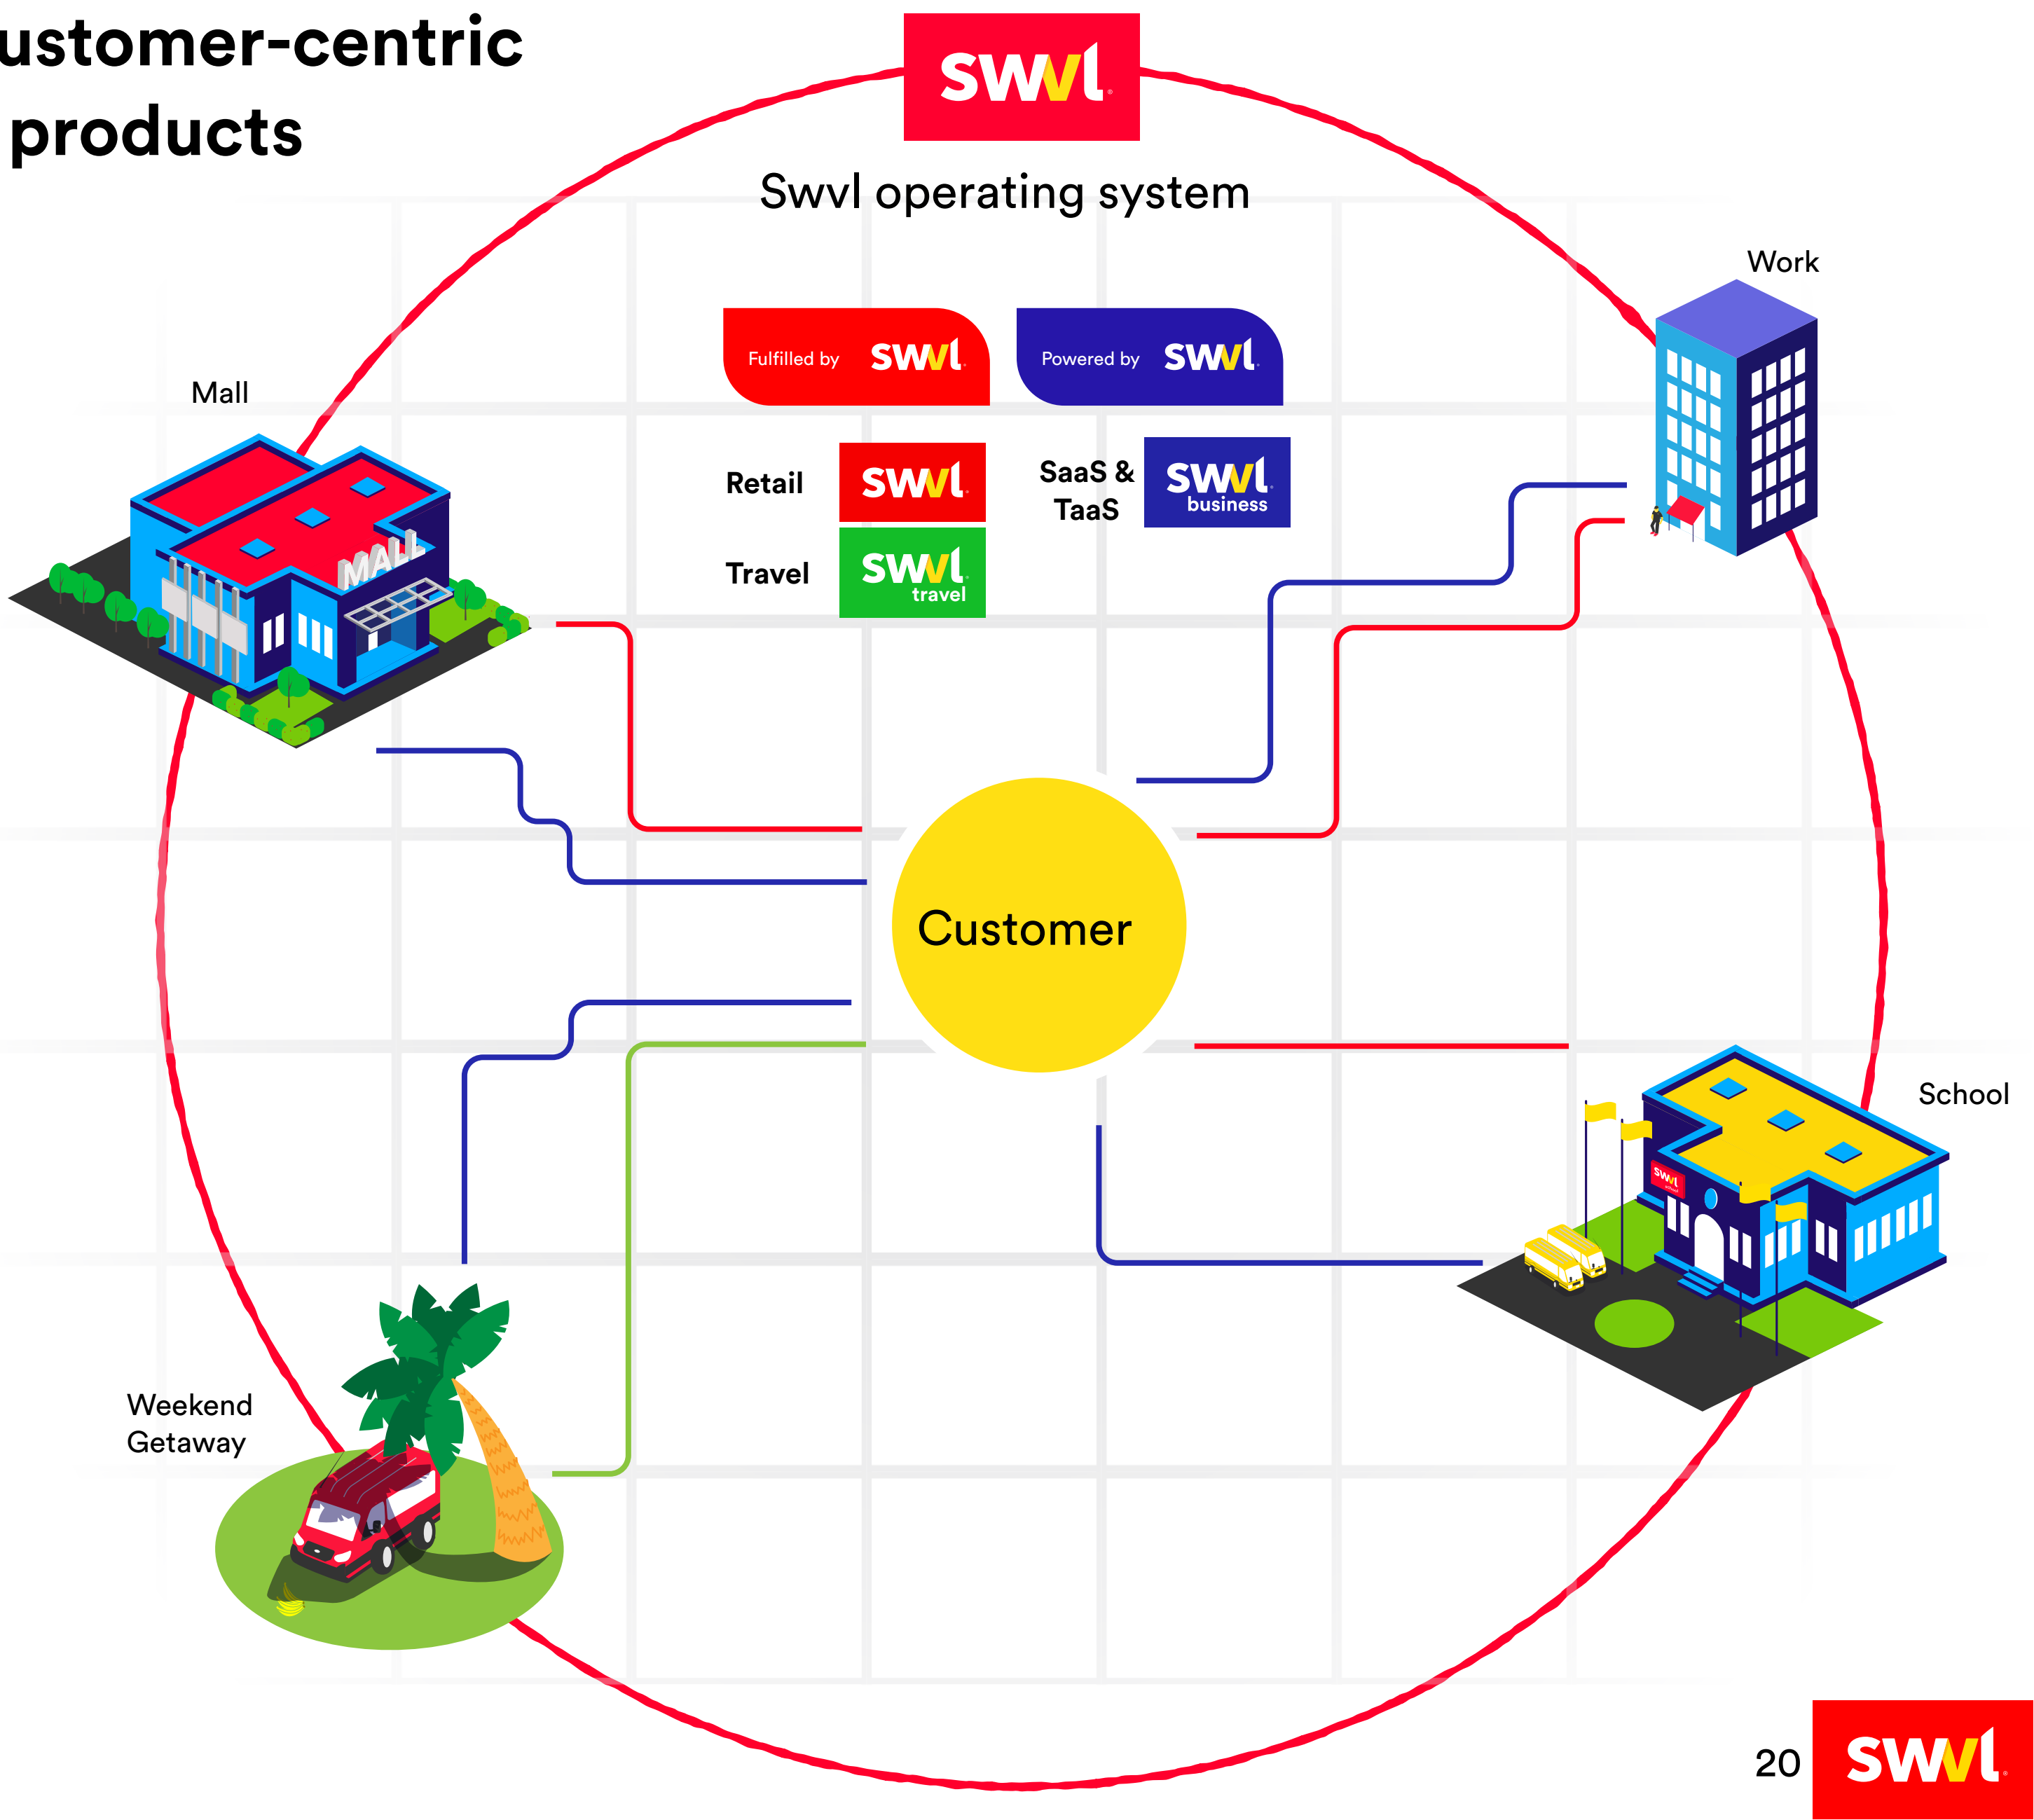 ustomer-centric
products
swvl
Swvl operating system
Work
Fulfilled by swvl
Powered by swvl
Mall
Retail
swvl
SaaS &
TaaS
swvl
business
Travel
swvl
travel
MALL
Customer
School
swvl
Weekend
Getaway
20
swvl